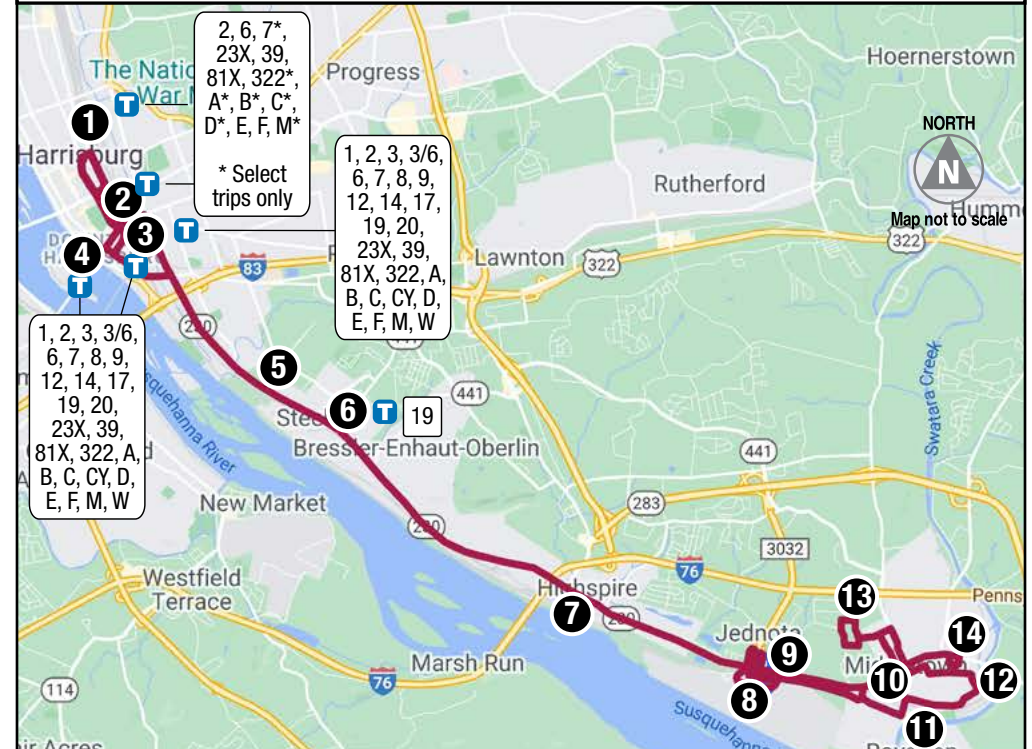 2, 6, 7*,
23X, 39,
81X, 322*,
A*, B*, C*,
D*, E, F, M*
* Select
trips only
The
War
T
Progress
Hoernerstown
1
Harrisburg
NORTH
N
Map not to scale
2
T
1, 2, 3, 3/6,
6, 7, 8, 9,
12, 14, 17,
19, 20,
23X, 39,
81X, 322, A,
B, C, CY, D,
E, F, M, W
Rutherford
3
T
322
4
T
T
83
Lawnton
322
1, 2, 3, 3/6,
6, 7, 8, 9,
12, 14, 17,
19, 20,
23X, 39,
81X, 322, A,
B, C, CY, D,
E, F, M, W
5
Susquehanna River
Swatara Creek
441
6
T
19
Bressler-Enhaut-Oberlin
441
New Market
283
3032
Westfield
Terrace
76
Highspire
7
13
Jednota
14
9
Marsh Run
76
8
10
12
114
11
Susquehanna